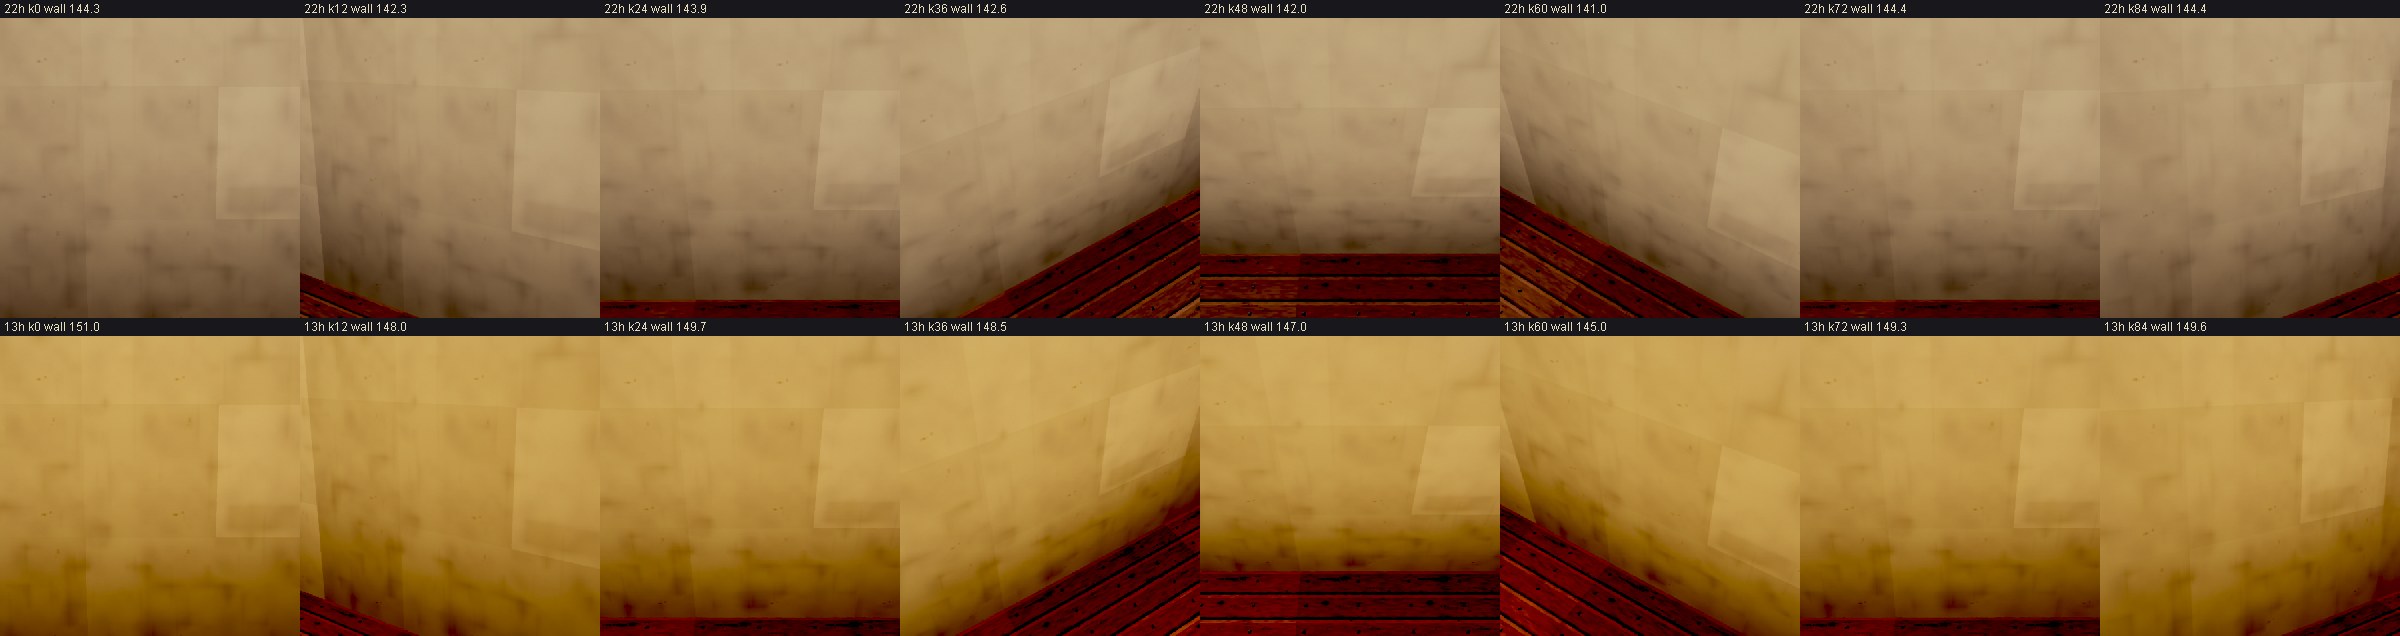 22h k0 wall 144.3
22h k12 wall 142.3
22h k24 wall 143.9
22h k36 wall 142.6
22h k48 wall 142.0
22h k60 wall 141.0
22h k72 wall 144.4
22h k84 wall 144.4
13h k0 wall 151.0
13h k12 wall 148.0
13h k24 wall 149.7
13h k36 wall 148.5
13h k48 wall 147.0
13h k60 wall 145.0
13h k72 wall 149.3
13h k84 wall 149.6